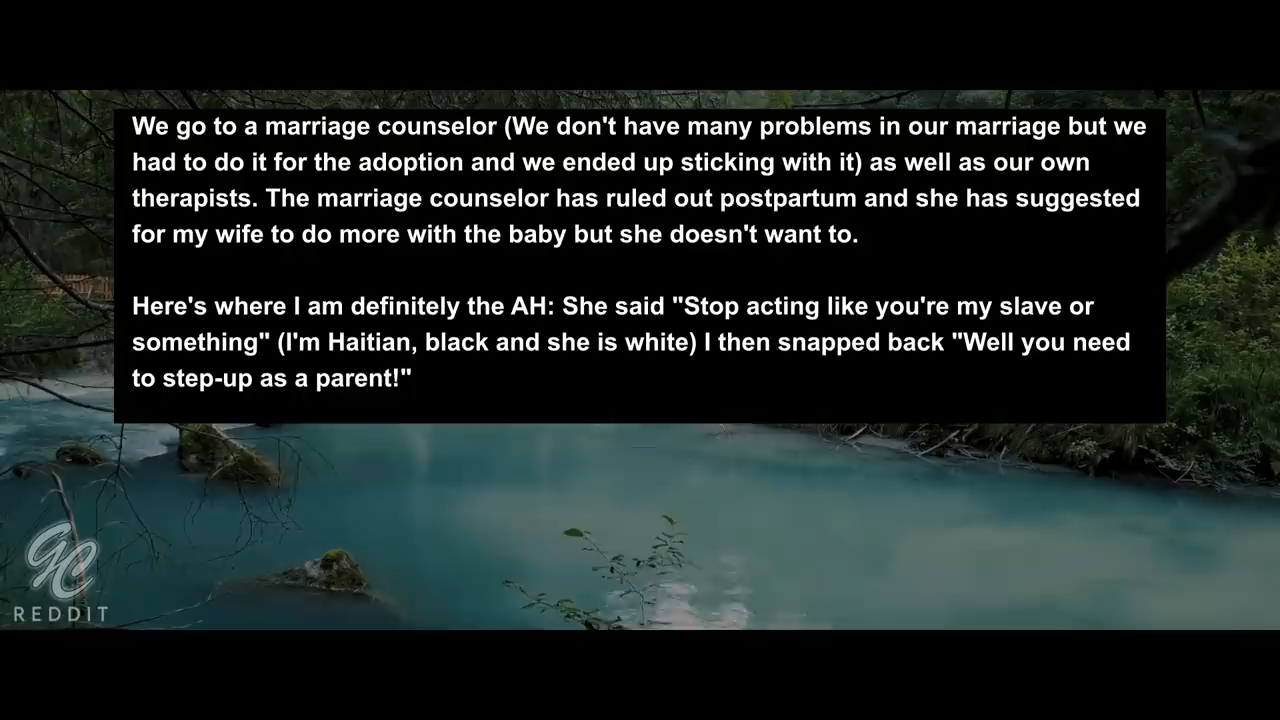 We go to a marriage counselor (We don't have many problems in our marriage but we
had to do it for the adoption and we ended up sticking with it) as well as our own
therapists. The marriage counselor has ruled out postpartum and she has suggested
for my wife to do more with the baby but she doesn't want to.
Here's where I am definitely the AH: She said "Stop acting like you're my slave or
something" (I'm Haitian, black and she is white) I then snapped back "Well you need
to step-up as a parent!"
GC
REDDIT